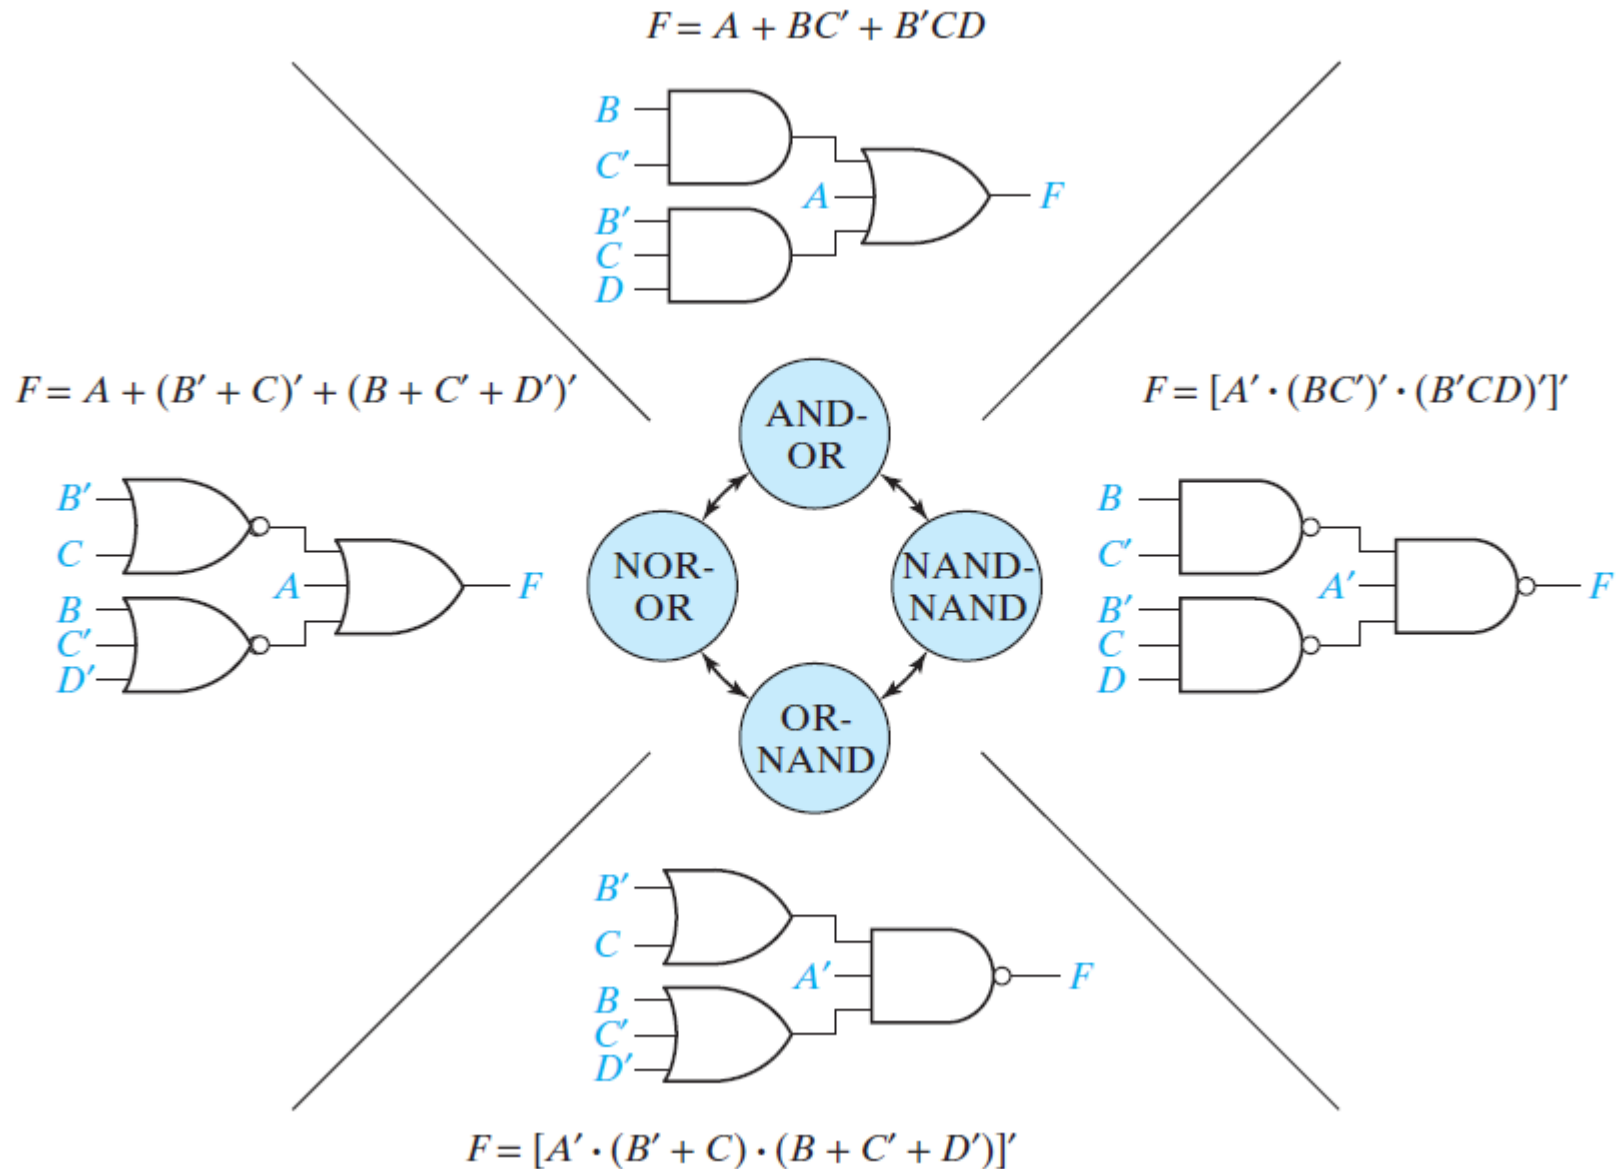 F = A + BC′ + B′CD
B
C′
A
F
B′
C
D
F = A + (B′ + C)′ + (B + C′ + D′)′
B′
C
A
F
B
C′
D′
AND-
OR
NOR-
OR
NAND-
NAND
OR-
NAND
F = [A′ · (BC′)′ · (B′CD)′]′
B
C′
A′
F
B′
C
D
B′
C
A′
F
B
C′
D′
F = [A′ · (B′ + C) · (B + C′ + D′)]′